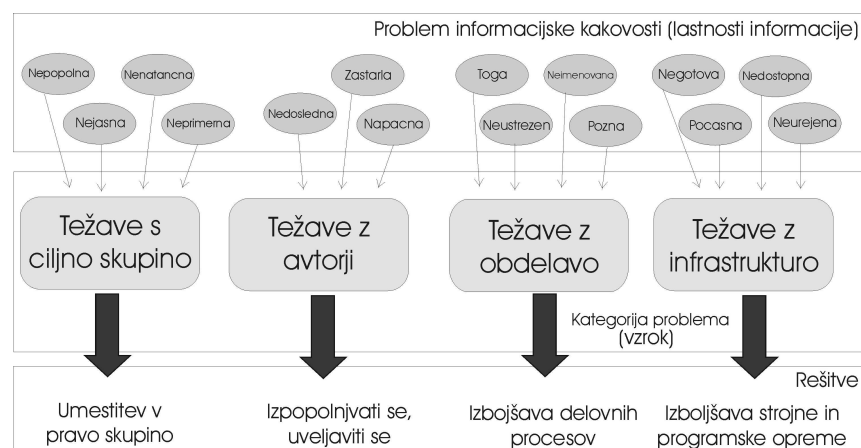 Problem informacijske kakovosti (lastnosti informacije)
Nepopolna
Nenatancna
Zastarla
Toga
Neimenovana
Negotova
Nedostopna
Nejasna
Neprimerna
Nedosledna
Napacna
Neustrezen
Pozna
Pocasna
Neurejena
Težave s
ciljno skupino
Težave z
avtorji
Težave z
obdelavo
Težave z
infrastrukturo
Kategorija problema
(vzrok)
Rešitve
Umestitev v
pravo skupino
Izpopolnjvati se,
uveljaviti se
Izbojšava delovnih
procesov
Izboljšava strojne in
programske opreme